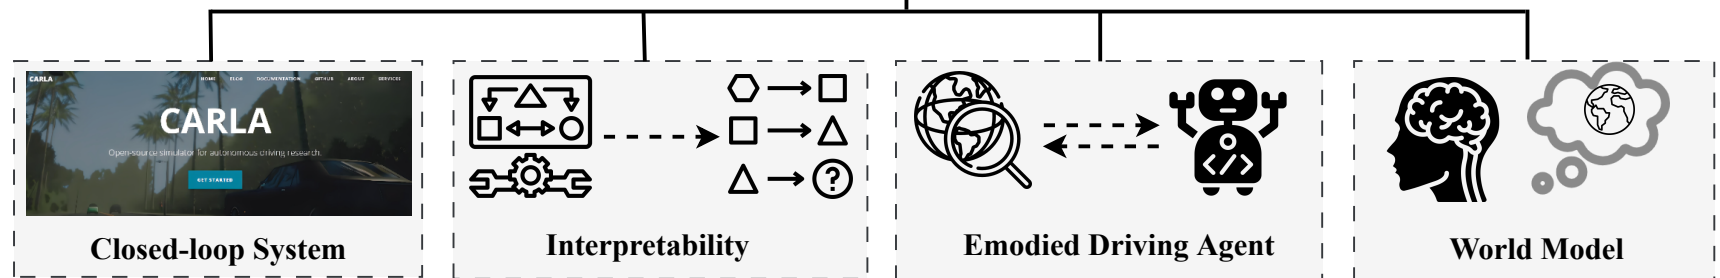 CARLA
HOME BLOG DOCUMENTATION GITHUB ABOUT SERVICES
CARLA
Open-source simulator for autonomous driving research.
GET STARTED
?
</>
Closed-loop System
Interpretability
Emodied Driving Agent
World Model